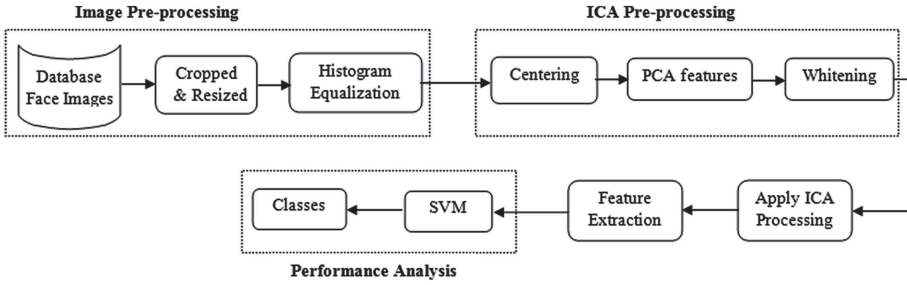 Image Pre-processing
ICA Pre-processing
Database
Face Images
Cropped
& Resized
Histogram
Equalization
Centering
PCA features
Whitening
Classes
SVM
Feature
Extraction
Apply ICA
Processing
Performance Analysis